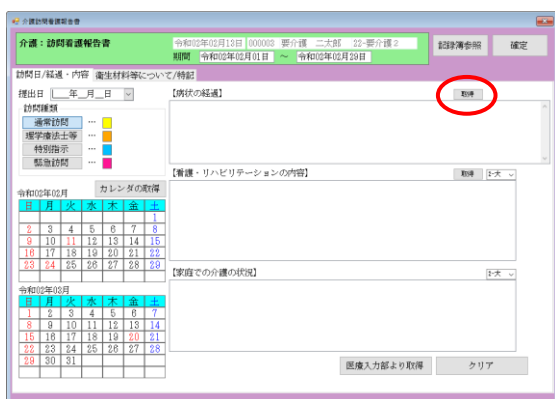 介護訪問看護報告書
介護：訪問看護報告書
令和02年02月13日 000003 要介護 二太郎 22-要介護2
期間 令和02年02月01日 ～ 令和02年02月29日
記録簿参照 確定
訪問日/経過・内容 衛生材料等について/特記
提出日 __年__月__日
訪問種類
通常訪問 …
理学療法士等 …
特別指示 …
緊急訪問 …
カレンダの取得
令和02年02月
日 月 火 水 木 金 土
1
2 3 4 5 6 7 8
9 10 11 12 13 14 15
16 17 18 19 20 21 22
23 24 25 26 27 28 29
令和02年03月
日 月 火 水 木 金 土
1 2 3 4 5 6 7
8 9 10 11 12 13 14
15 16 17 18 19 20 21
22 23 24 25 26 27 28
29 30 31
【病状の経過】 取得
【看護・リハビリテーションの内容】 取得 ﾖ-大
【家庭での介護の状況】 ﾖ-大
医療入力部より取得 クリア